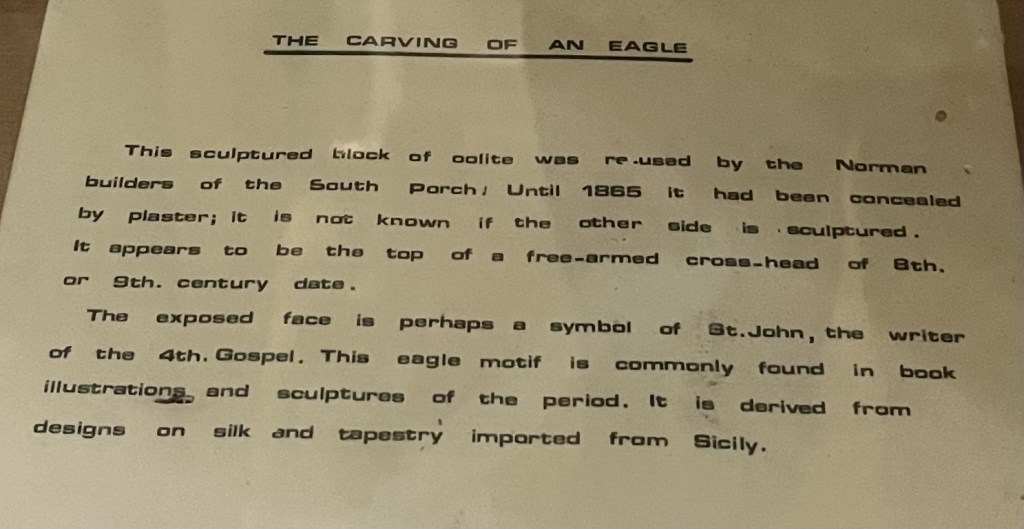 THE CARVING OF AN EAGLE
This sculptured block of oolite was re-used by the Norman
builders of the South Porch; Until 1865 it had been concealed
by plaster; it is not known if the other side is sculptured.
It appears to be the top of a free-armed cross-head of 8th.
or 9th. century date.
The exposed face is perhaps a symbol of St.John, the writer
of the 4th. Gospel. This eagle motif is commonly found in book
illustrations, and sculptures of the period. It is derived from
designs on silk and tapestry imported from Sicily.